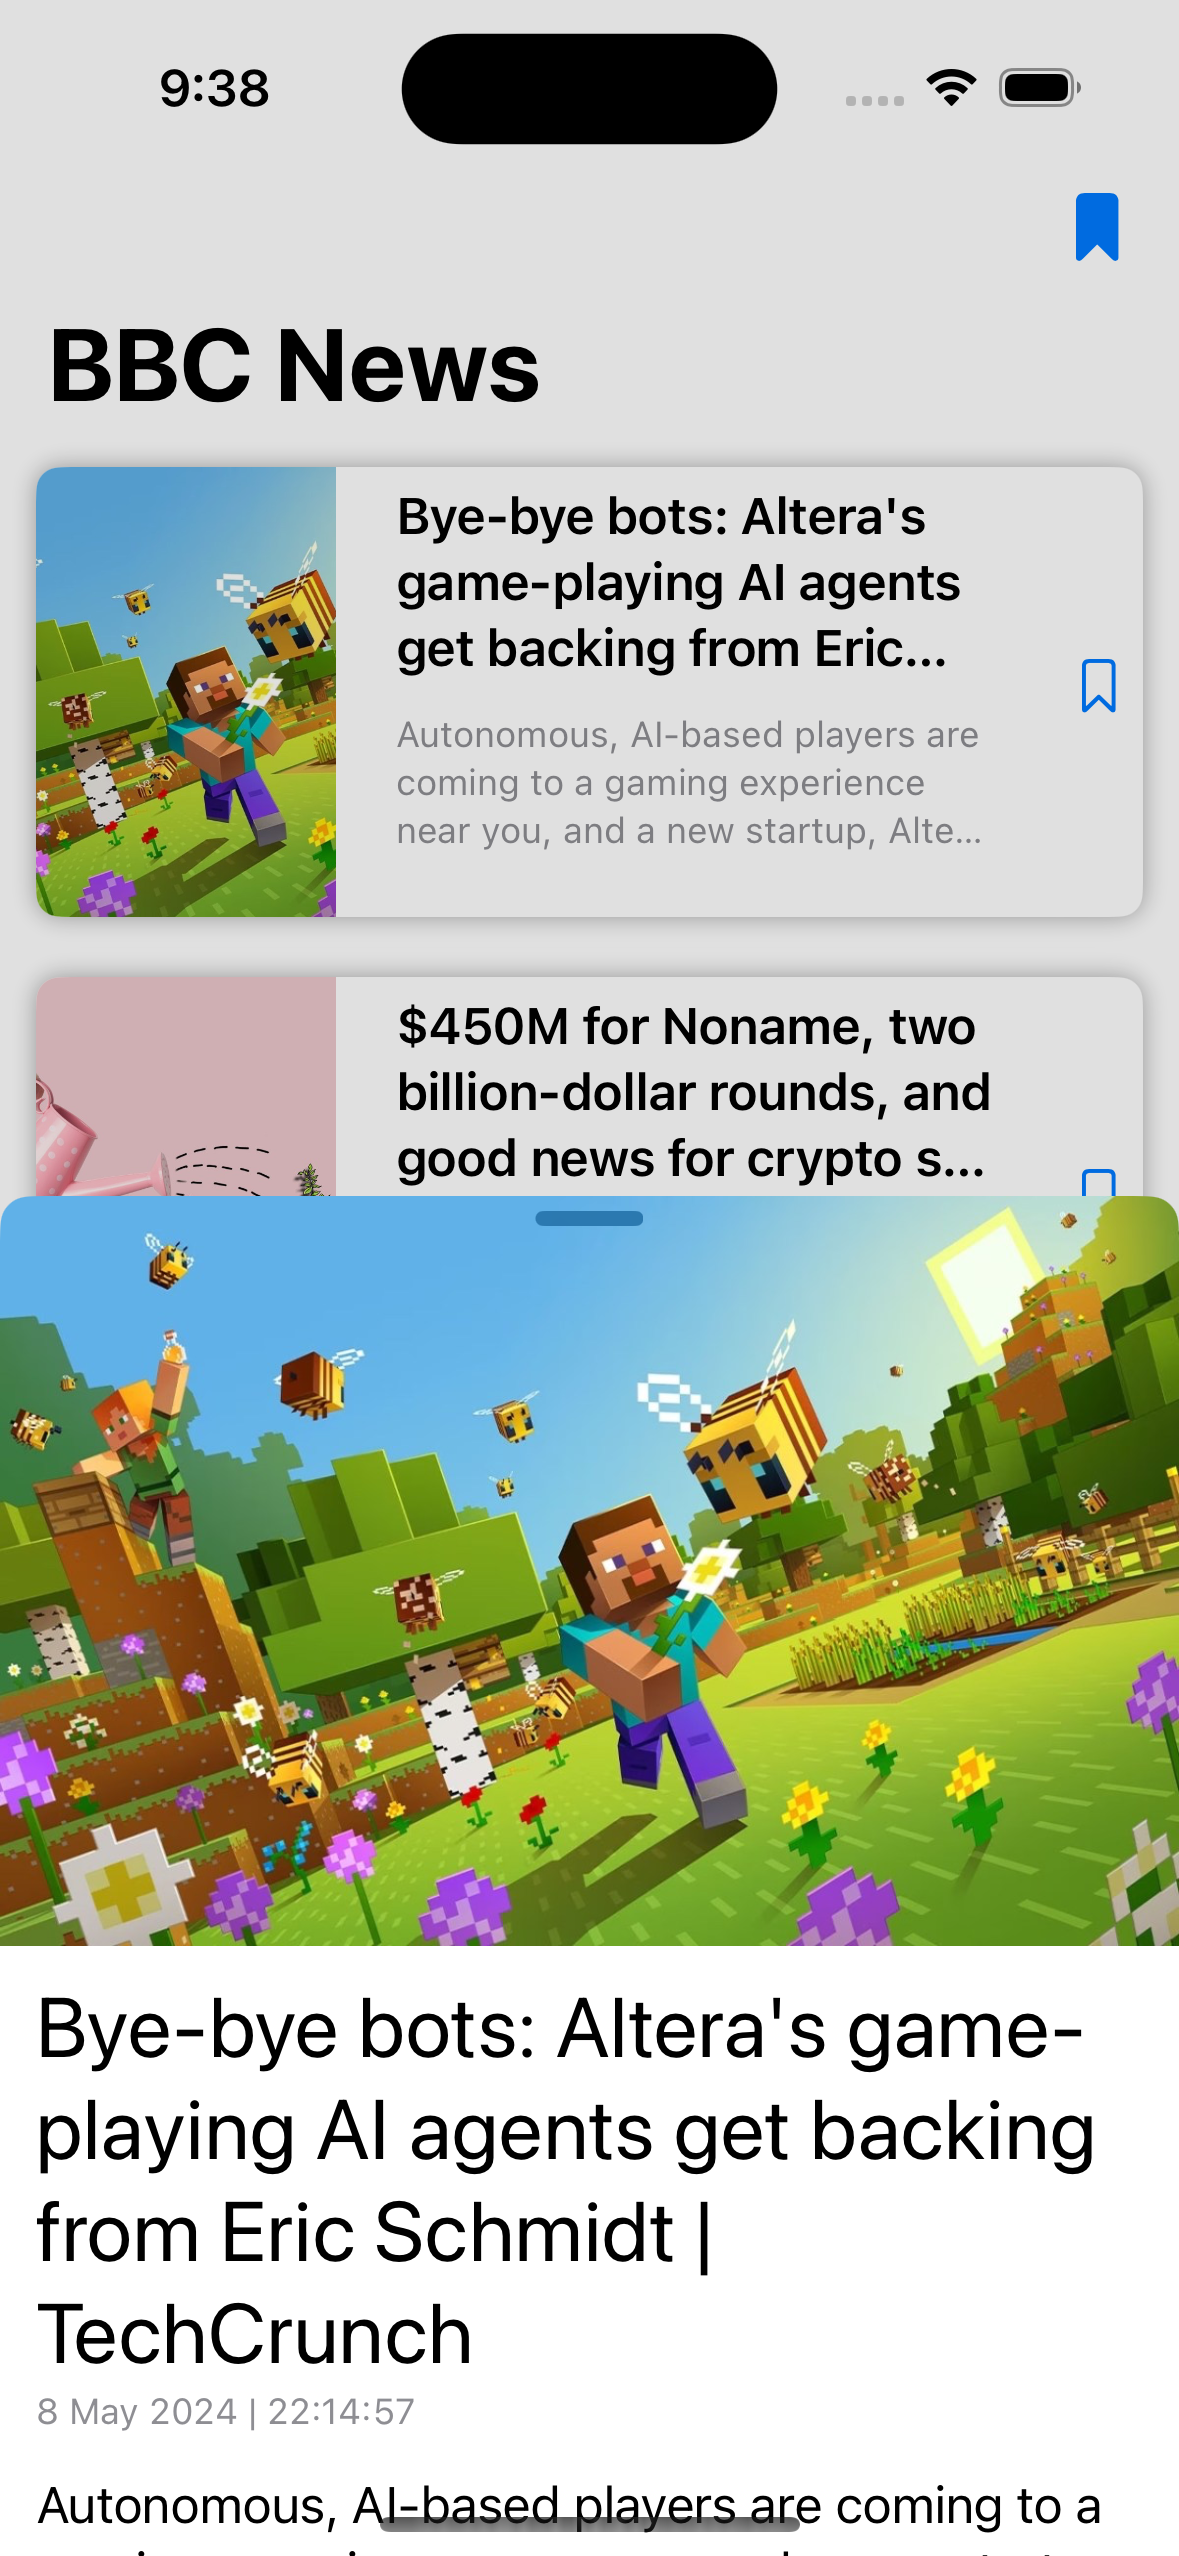 9:38
BBC News
Bye-bye bots: Altera's
game-playing AI agents
get backing from Eric...
Autonomous, AI-based players are
coming to a gaming experience
near you, and a new startup, Alte...
$450M for Noname, two
billion-dollar rounds, and
good news for crypto s...
Bye-bye bots: Altera's game-
playing AI agents get backing
from Eric Schmidt |
TechCrunch
8 May 2024 | 22:14:57
Autonomous, AI-based players are coming to a